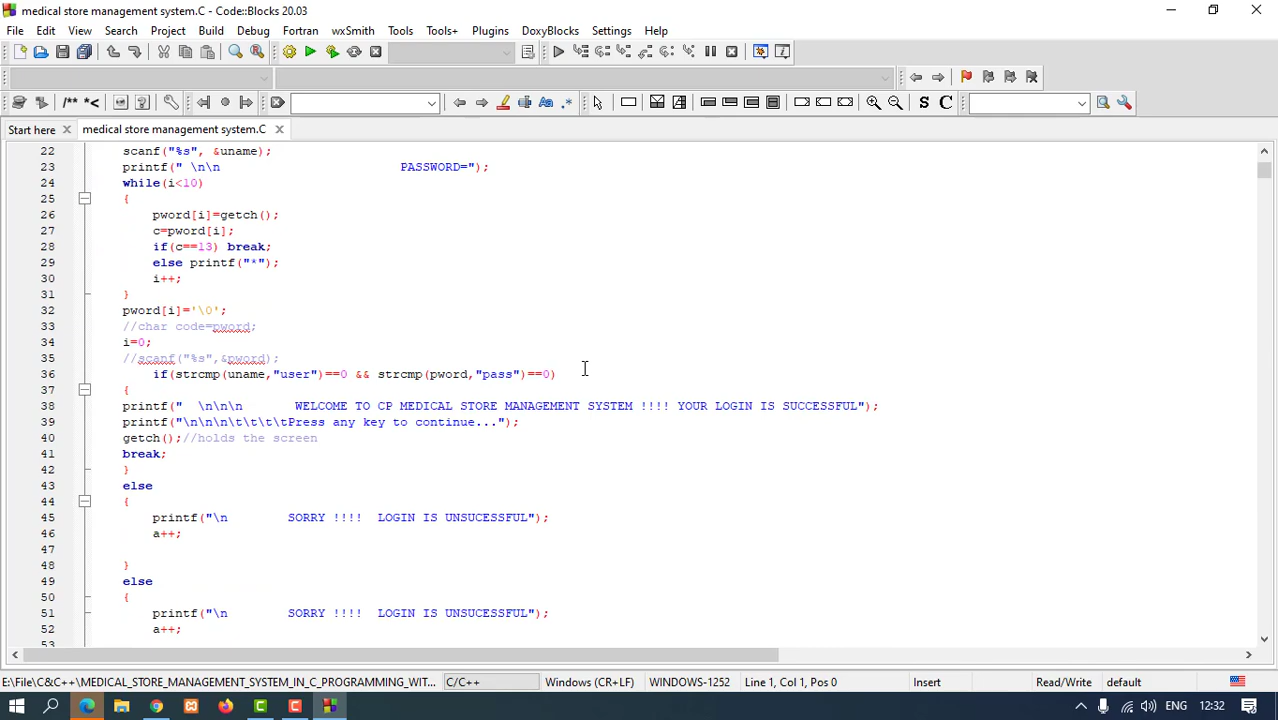 medical store management system.C - Code::Blocks 20.03
File Edit View Search Project Build Debug Fortran wxSmith Tools Tools+ Plugins DoxyBlocks Settings Help
/** *< S C
Start here medical store management system.C
22 scanf("%s", &uname);
23 printf(" \n\n PASSWORD=");
24 while(i<10)
25 {
26 pword[i]=getch();
27 c=pword[i];
28 if(c==13) break;
29 else printf("*");
30 i++;
31 }
32 pword[i]='\0';
33 //char code=pword;
34 i=0;
35 //scanf("%s",&pword);
36 if(strcmp(uname,"user")==0 && strcmp(pword,"pass")==0)
37 {
38 printf("  \n\n\n WELCOME TO CP MEDICAL STORE MANAGEMENT SYSTEM !!!! YOUR LOGIN IS SUCCESSFUL");
39 printf("\n\n\n\t\t\t\tPress any key to continue...");
40 getch();//holds the screen
41 break;
42 }
43 else
44 {
45 printf("\n SORRY !!!!  LOGIN IS UNSUCESSFUL");
46 a++;
47
48 }
49 else
50 {
51 printf("\n SORRY !!!!  LOGIN IS UNSUCESSFUL");
52 a++;
53
E:\File\C&C++\MEDICAL_STORE_MANAGEMENT_SYSTEM_IN_C_PROGRAMMING_WIT... C/C++ Windows (CR+LF) WINDOWS-1252 Line 1, Col 1, Pos 0 Insert Read/Write default
ENG 12:32